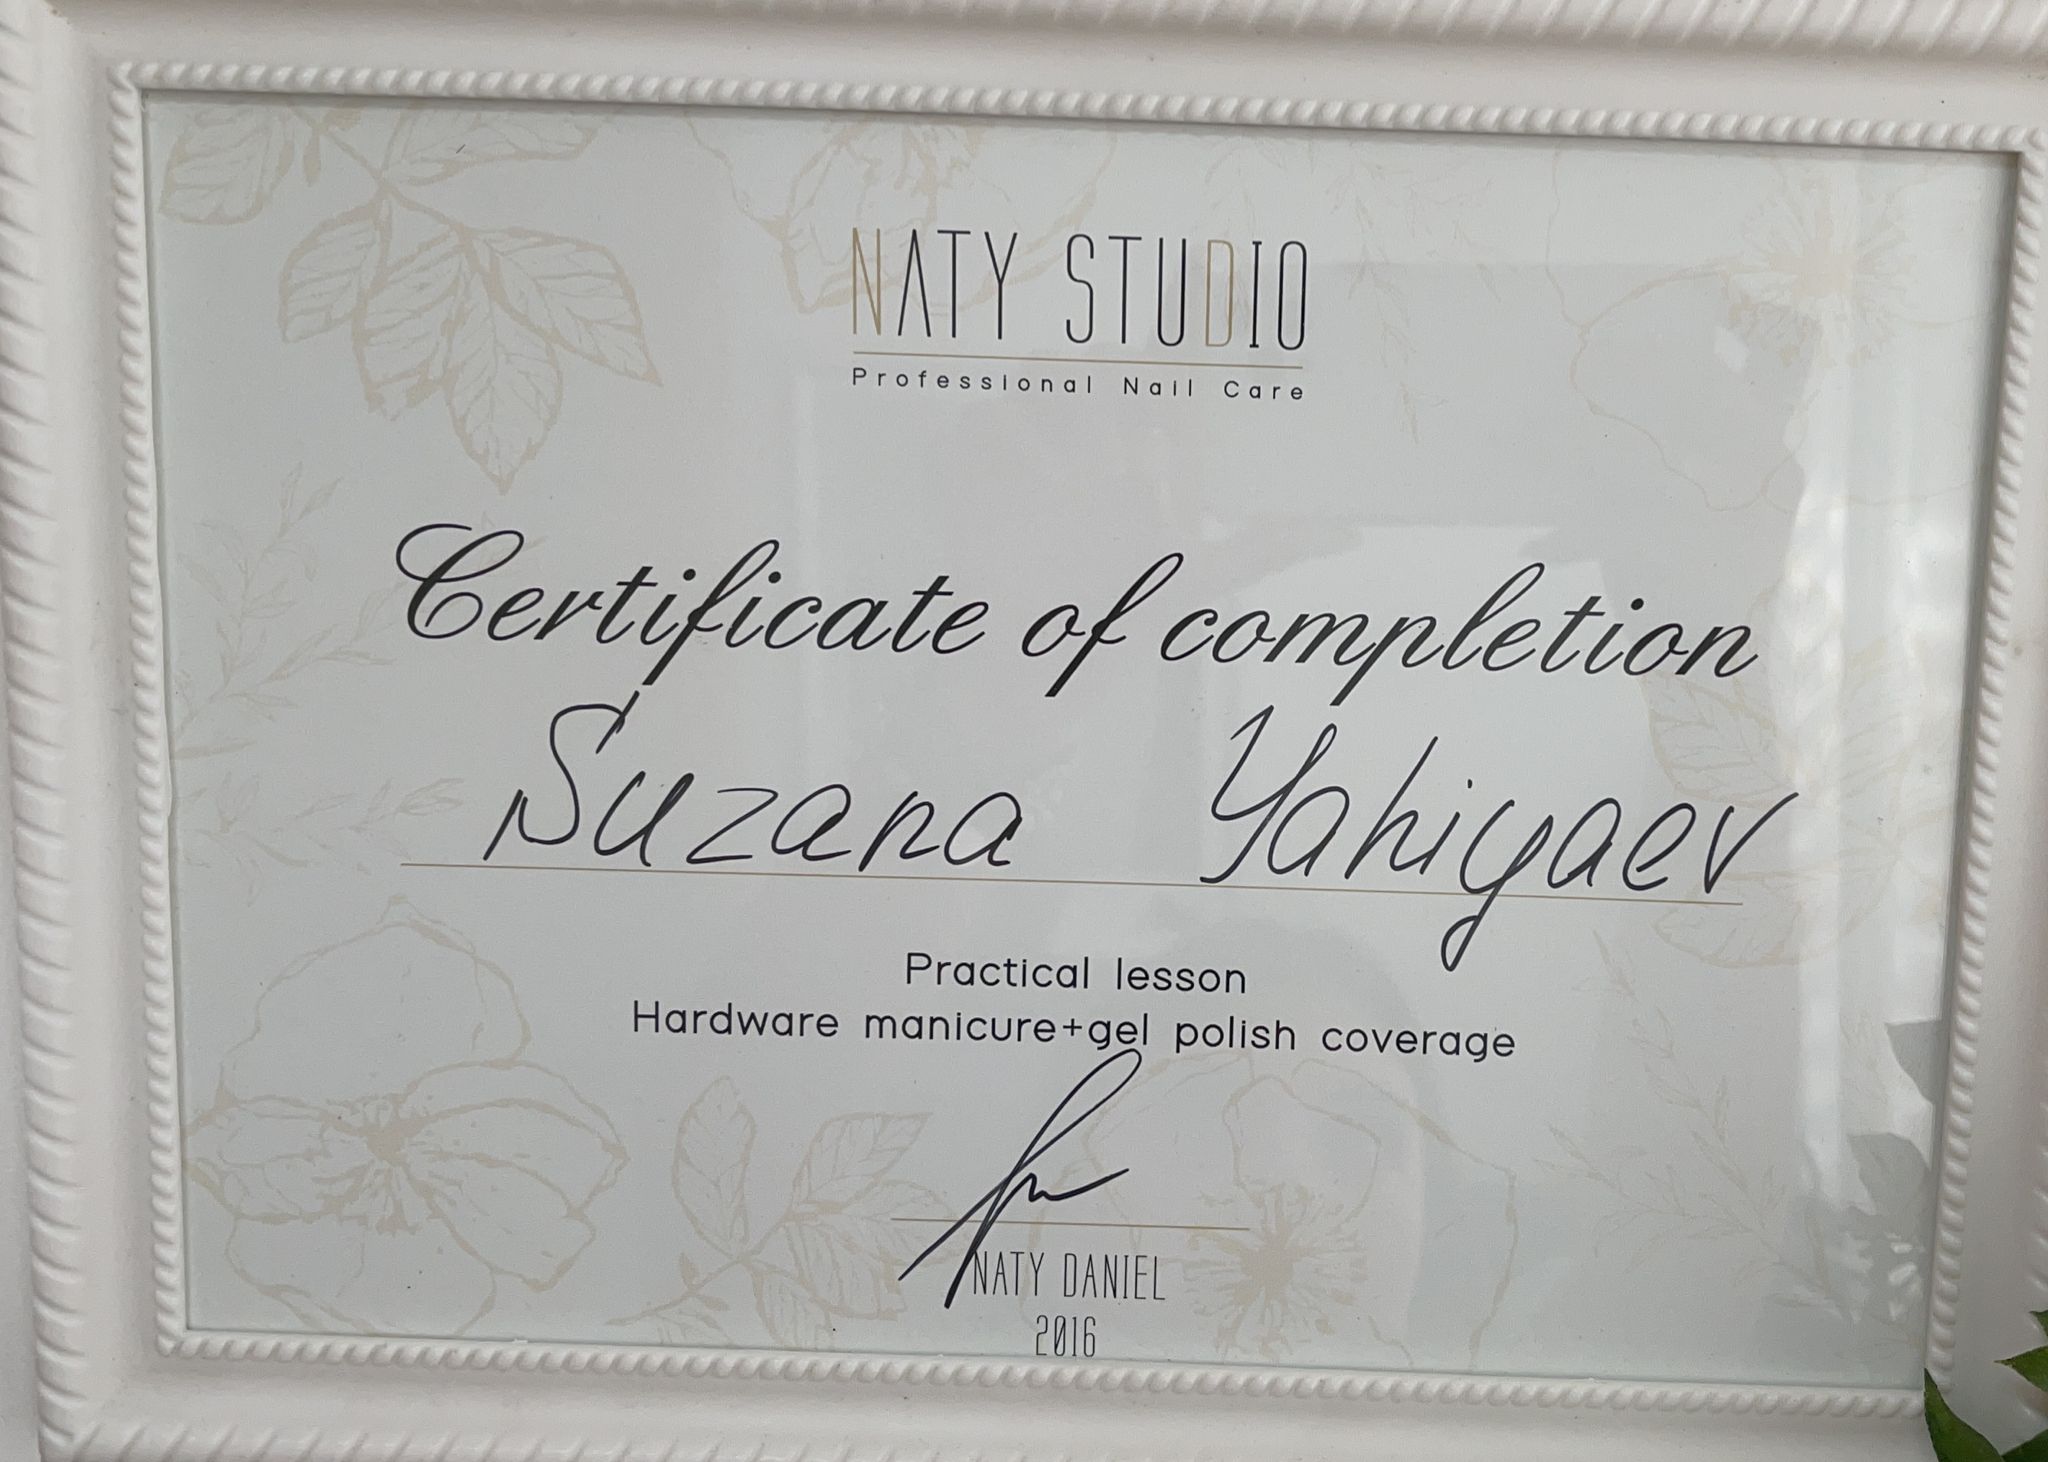 NATY STUDIO
Professional Nail Care
Certificate of completion
Suzana Yahiyaev
Practical lesson
Hardware manicure+gel polish coverage
NATY DANIEL
2016